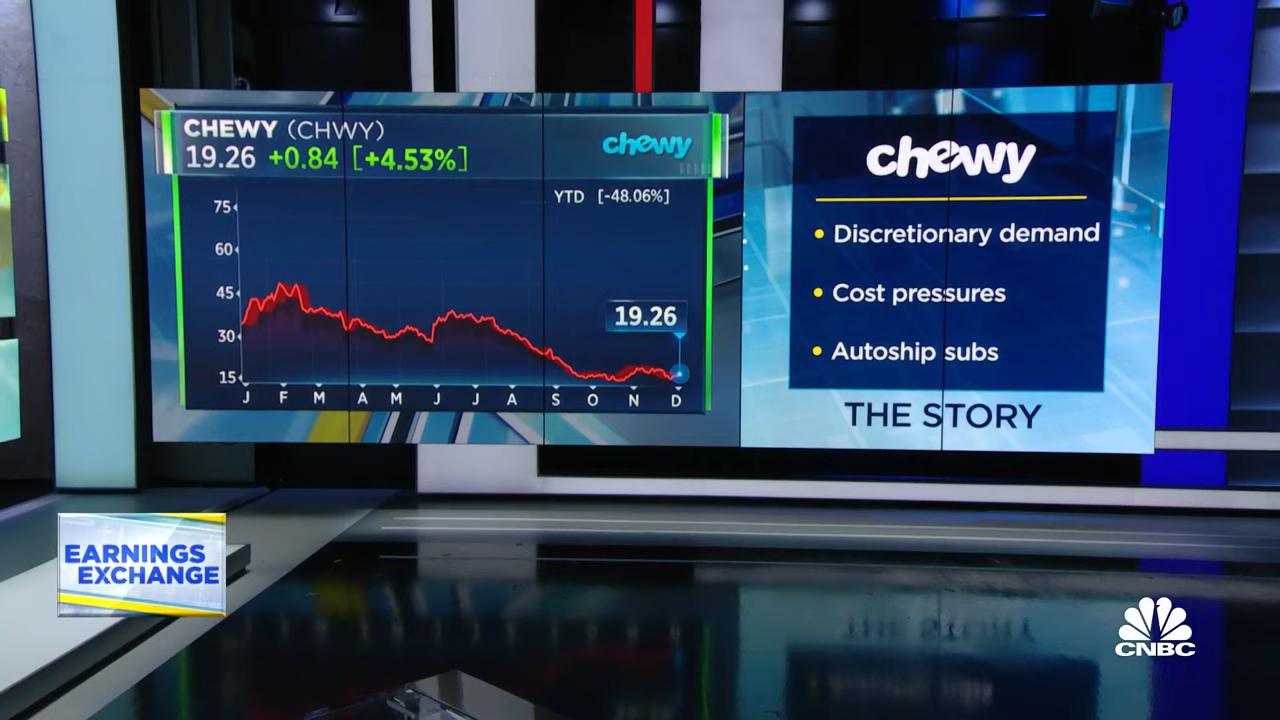 CHEWY (CHWY)
19.26 +0.84 [+4.53%]
chewy
YTD [-48.06%]
75
60
45
30
15
19.26
J F M A M J J A S O N D
chewy
• Discretionary demand
• Cost pressures
• Autoship subs
THE STORY
EARNINGS
EXCHANGE
CNBC